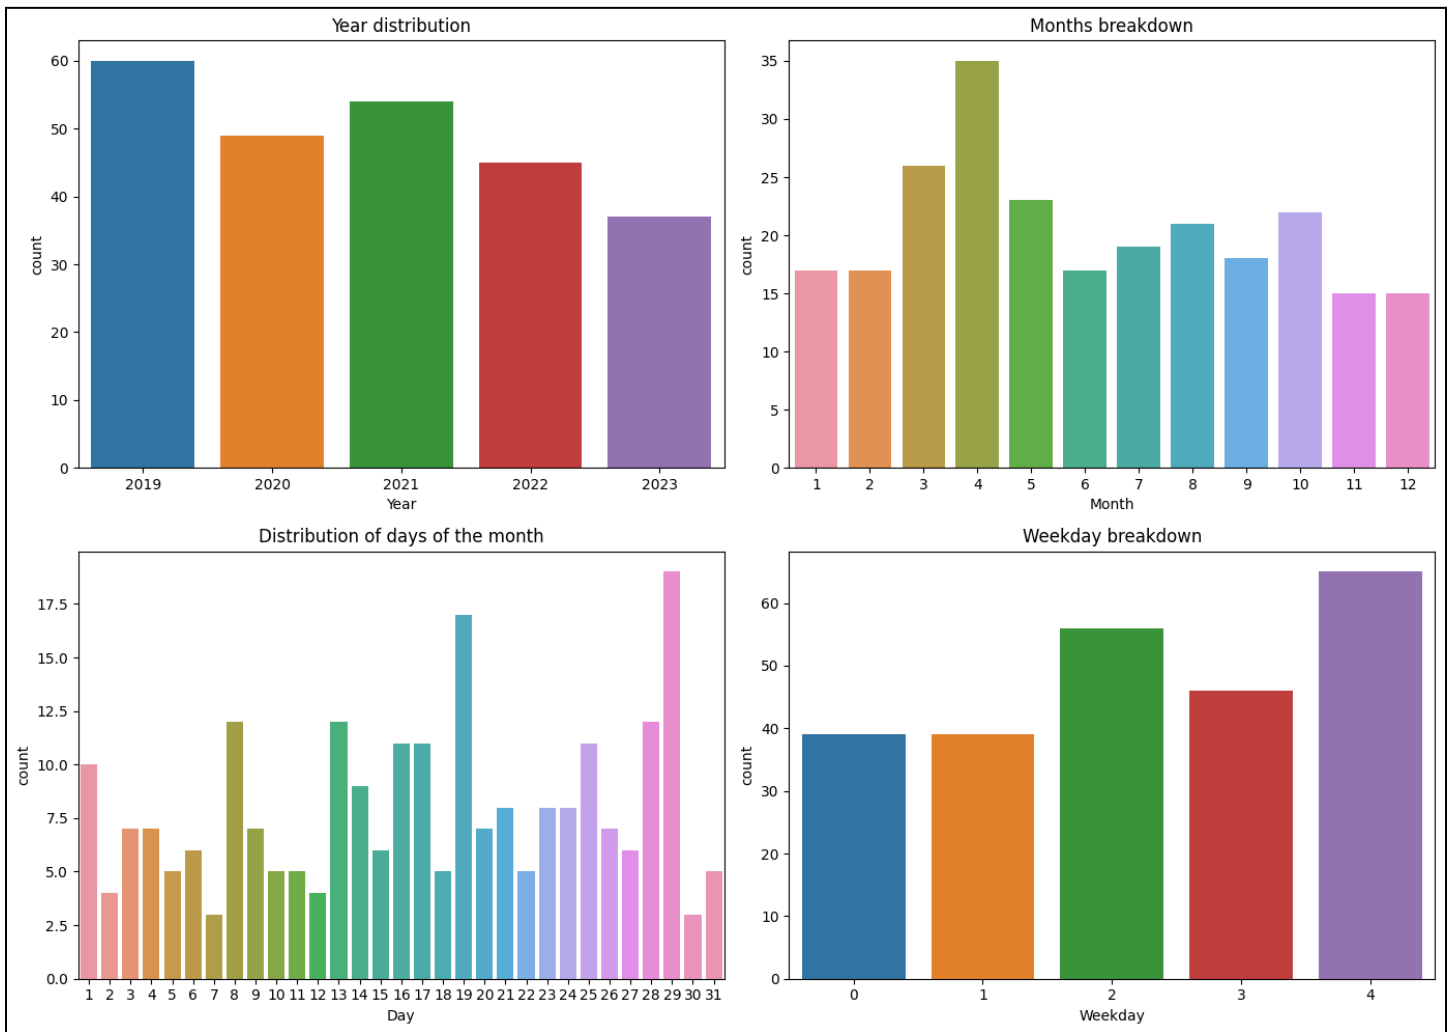 Year distribution
60
50
40
30
20
10
0
count
2019 2020 2021 2022 2023
Year
Months breakdown
35
30
25
20
15
10
5
0
count
1 2 3 4 5 6 7 8 9 10 11 12
Month
Distribution of days of the month
17.5
15.0
12.5
10.0
7.5
5.0
2.5
0.0
count
1 2 3 4 5 6 7 8 9 10 11 12 13 14 15 16 17 18 19 20 21 22 23 24 25 26 27 28 29 30 31
Day
Weekday breakdown
60
50
40
30
20
10
0
count
0 1 2 3 4
Weekday